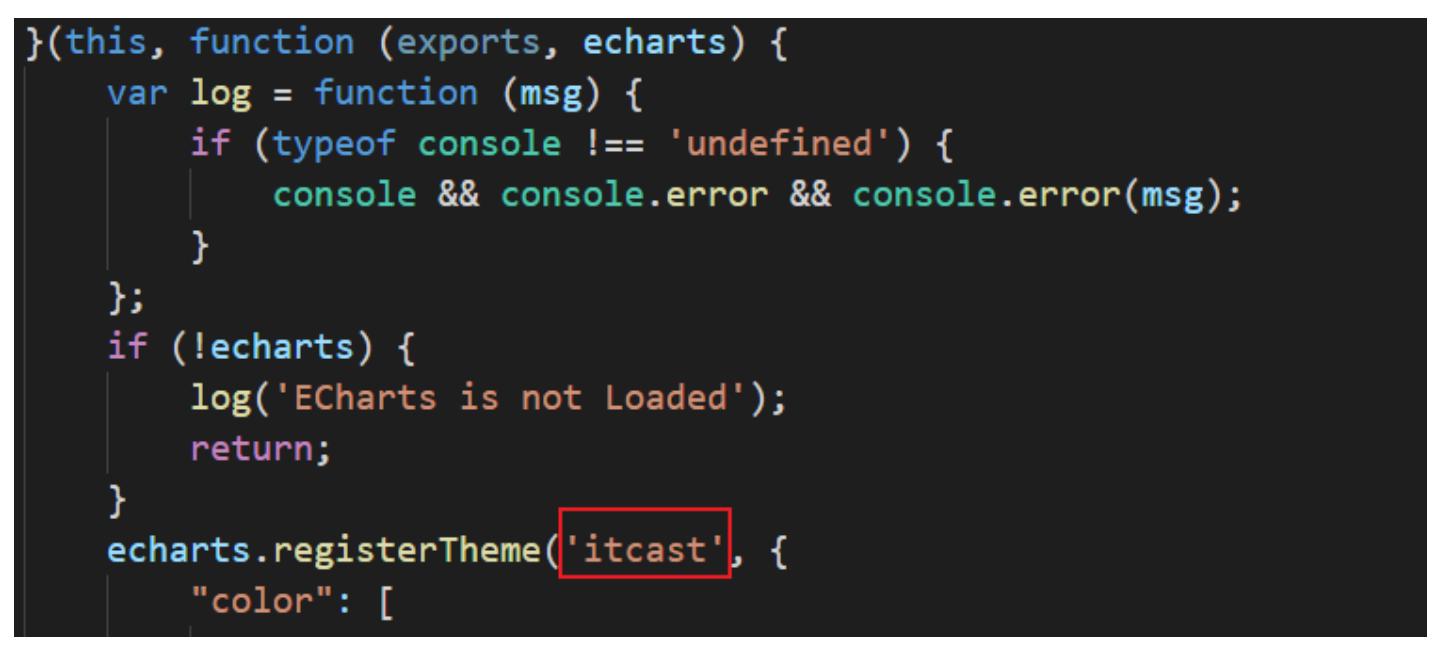 }(this, function (exports, echarts) {
    var log = function (msg) {
        if (typeof console !== 'undefined') {
            console && console.error && console.error(msg);
        }
    };
    if (!echarts) {
        log('ECharts is not Loaded');
        return;
    }
    echarts.registerTheme('itcast', {
        "color": [